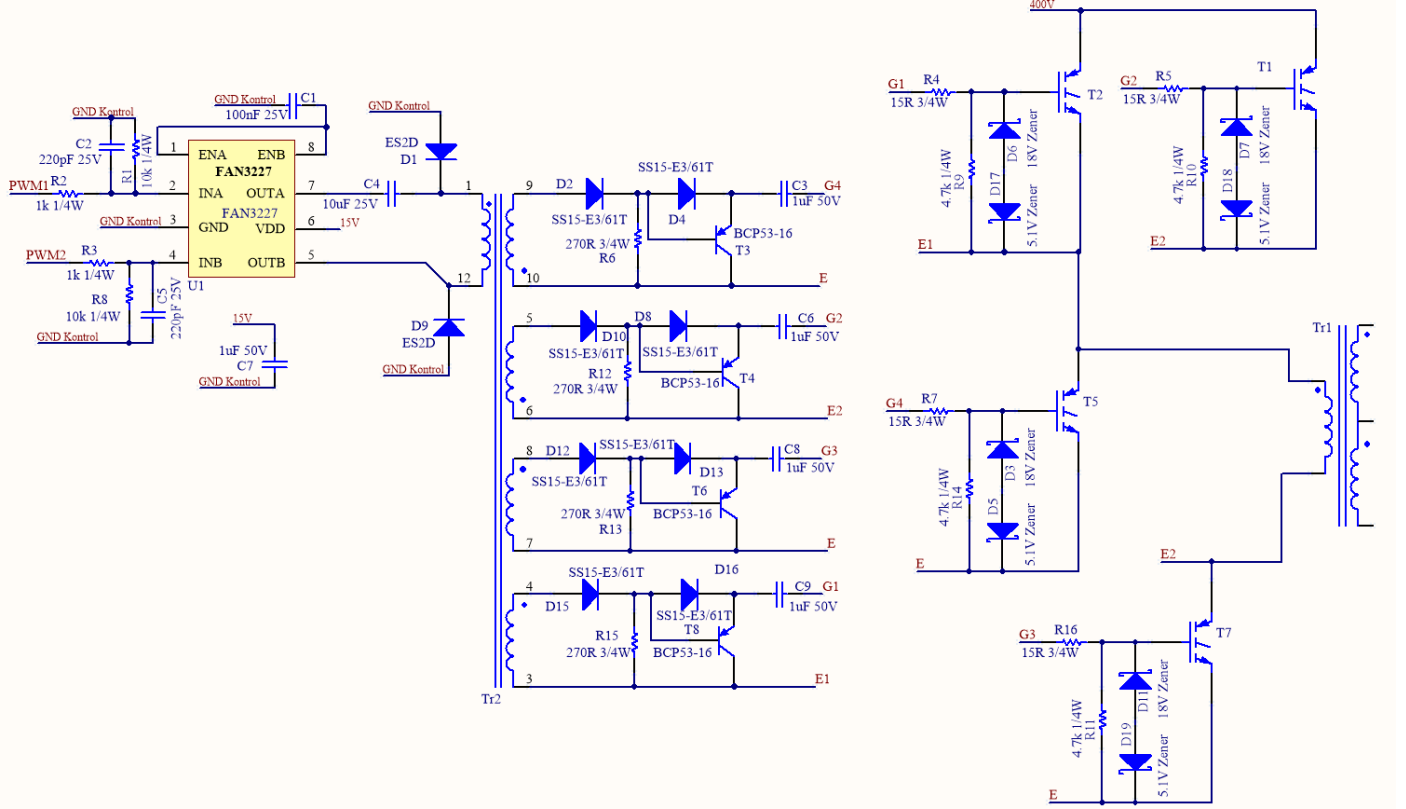 400V
GND Kontrol
C1
100nF 25V
GND Kontrol
C2
220pF 25V
R1
10k 1/4W
1
ENA
ENB
8
FAN3227
PWM1
R2
1k 1/4W
2
INA
OUTA
7
FAN3227
GND Kontrol
3
GND
VDD
6
15V
PWM2
R3
1k 1/4W
4
INB
OUTB
5
U1
R8
10k 1/4W
C5
220pF 25V
GND Kontrol
15V
1uF 50V
C7
GND Kontrol
GND Kontrol
ES2D
D1
C4
10uF 25V
1
12
D9
ES2D
GND Kontrol
Tr2
9
D2
SS15-E3/61T
SS15-E3/61T
D4
270R 3/4W
R6
BCP53-16
T3
C3
1uF 50V
G4
10
E
5
D10
SS15-E3/61T
D8
SS15-E3/61T
R12
270R 3/4W
BCP53-16
T4
C6
1uF 50V
G2
6
E2
8
D12
SS15-E3/61T
SS15-E3/61T
D13
270R 3/4W
R13
T6
BCP53-16
C8
1uF 50V
G3
7
E
SS15-E3/61T
D16
4
D15
SS15-E3/61T
R15
270R 3/4W
T8
BCP53-16
C9
1uF 50V
G1
3
E1
G1
R4
15R 3/4W
T2
4.7k 1/4W
R9
D6
18V Zener
D17
5.1V Zener
E1
G2
R5
15R 3/4W
T1
4.7k 1/4W
R10
D7
18V Zener
D18
5.1V Zener
E2
G4
R7
15R 3/4W
T5
4.7k 1/4W
R14
D3
18V Zener
D5
5.1V Zener
E
Tr1
E2
G3
R16
15R 3/4W
T7
4.7k 1/4W
R11
D11
18V Zener
D19
5.1V Zener
E